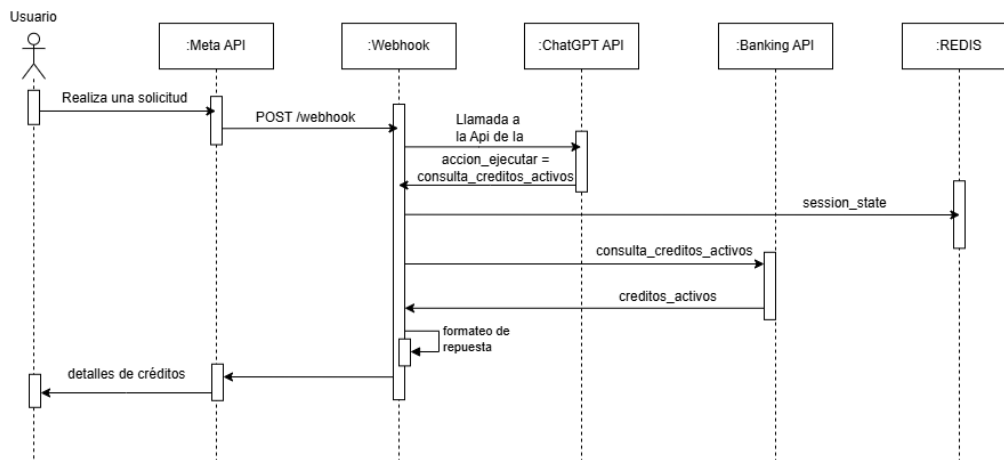 Usuario
:Meta API
:Webhook
:ChatGPT API
:Banking API
:REDIS
Realiza una solicitud
POST /webhook
Llamada a
la Api de la
accion_ejecutar =
consulta_creditos_activos
session_state
consulta_creditos_activos
creditos_activos
formateo de
repuesta
detalles de créditos